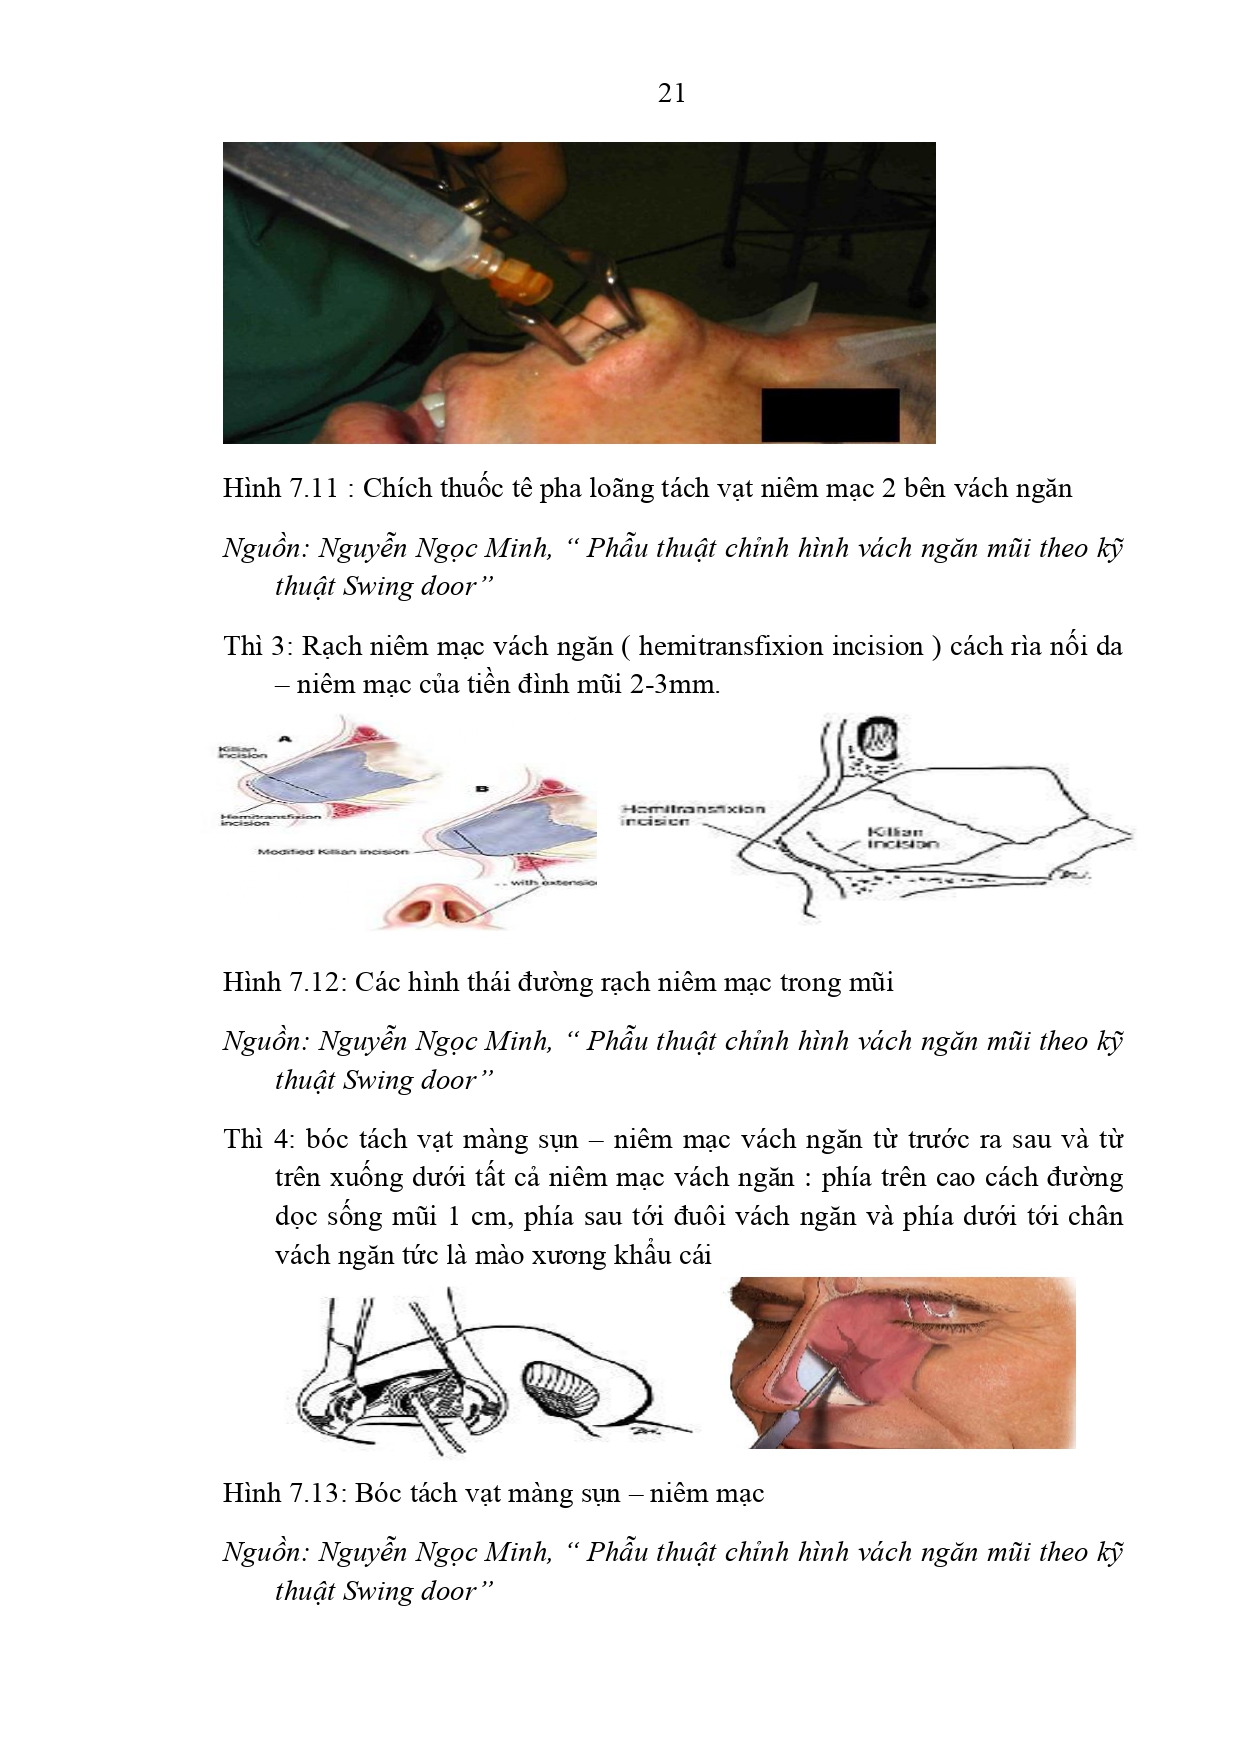 21
Hình 7.11 : Chích thuốc tê pha loãng tách vạt niêm mạc 2 bên vách ngăn
Nguồn: Nguyễn Ngọc Minh, “ Phẫu thuật chỉnh hình vách ngăn mũi theo kỹ
thuật Swing door”
Thì 3: Rạch niêm mạc vách ngăn ( hemitransfixion incision ) cách rìa nối da
– niêm mạc của tiền đình mũi 2-3mm.
A
Killian
incision
Hemitransfixion
incision
B
Modified Killian incision
-- with extension
Hemitransfixion
incision
Killian
incision
Hình 7.12: Các hình thái đường rạch niêm mạc trong mũi
Nguồn: Nguyễn Ngọc Minh, “ Phẫu thuật chỉnh hình vách ngăn mũi theo kỹ
thuật Swing door”
Thì 4: bóc tách vạt màng sụn – niêm mạc vách ngăn từ trước ra sau và từ
trên xuống dưới tất cả niêm mạc vách ngăn : phía trên cao cách đường
dọc sống mũi 1 cm, phía sau tới đuôi vách ngăn và phía dưới tới chân
vách ngăn tức là mào xương khẩu cái
Hình 7.13: Bóc tách vạt màng sụn – niêm mạc
Nguồn: Nguyễn Ngọc Minh, “ Phẫu thuật chỉnh hình vách ngăn mũi theo kỹ
thuật Swing door”